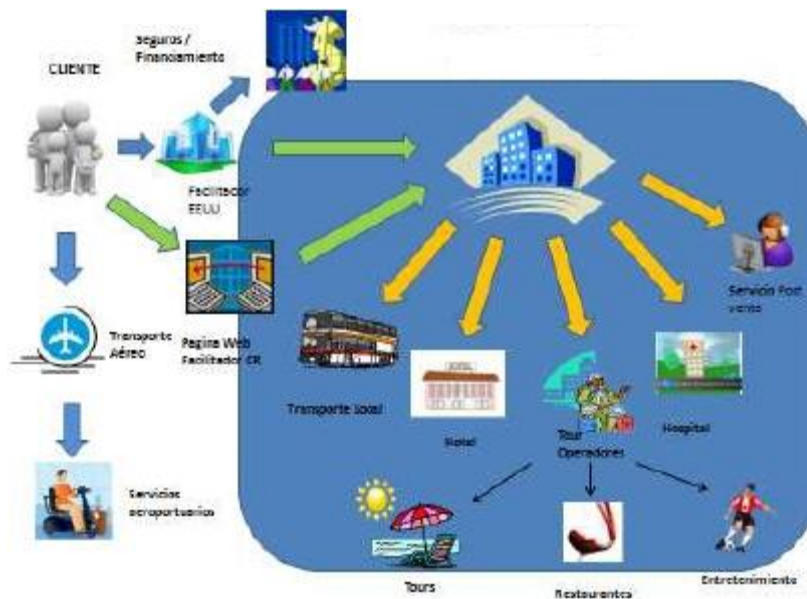 Seguros /
Financiamiento
CLIENTE
Facilitador
EEUU
Servicio Post
venta
Transporte
Aéreo
Pagina Web
Facilitador CR
Transporte Local
HOTEL
Hotel
Tour
Operadores
Hospital
Servicios
aeroportuarios
Tours
Restaurantes
Entretenimiento